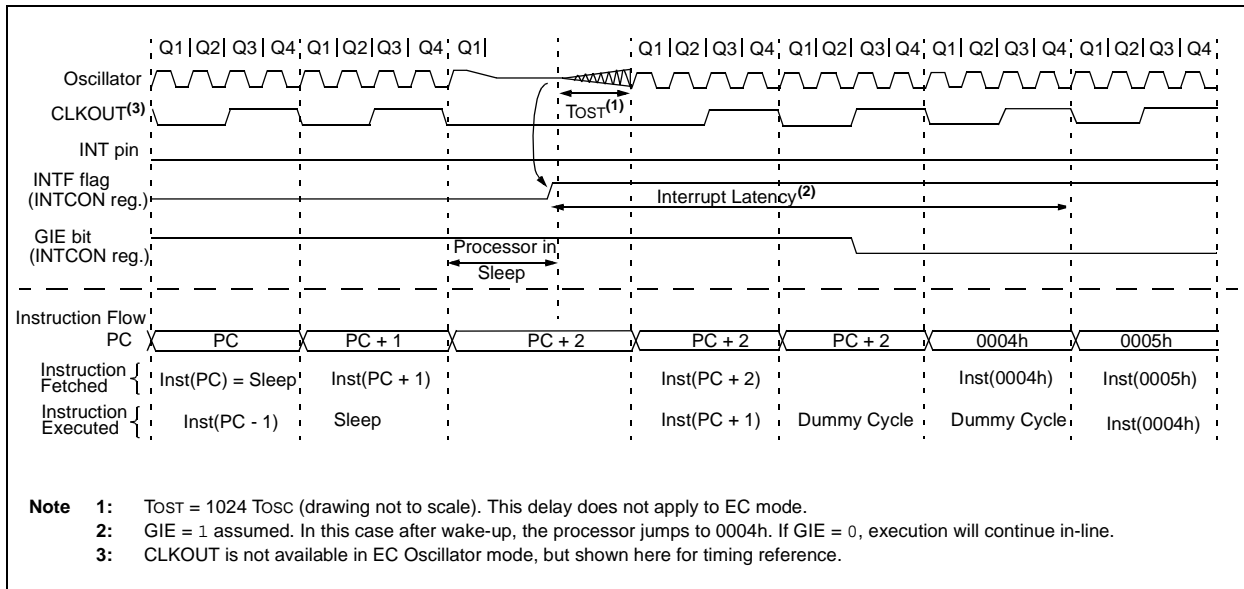 Q1 Q2 Q3 Q4 Q1 Q2 Q3 Q4 Q1 Q1 Q2 Q3 Q4 Q1 Q2 Q3 Q4 Q1 Q2 Q3 Q4 Q1 Q2 Q3 Q4
Oscillator
CLKOUT(3)
TOST(1)
INT pin
INTF flag
(INTCON reg.)
Interrupt Latency(2)
GIE bit
(INTCON reg.)
Processor in
Sleep
Instruction Flow
PC PC PC + 1 PC + 2 PC + 2 PC + 2 0004h 0005h
Instruction
Fetched
Inst(PC) = Sleep Inst(PC + 1) Inst(PC + 2) Inst(0004h) Inst(0005h)
Instruction
Executed
Inst(PC - 1) Sleep Inst(PC + 1) Dummy Cycle Dummy Cycle Inst(0004h)
Note 1: TOST = 1024 TOSC (drawing not to scale). This delay does not apply to EC mode.
2: GIE = 1 assumed. In this case after wake-up, the processor jumps to 0004h. If GIE = 0, execution will continue in-line.
3: CLKOUT is not available in EC Oscillator mode, but shown here for timing reference.